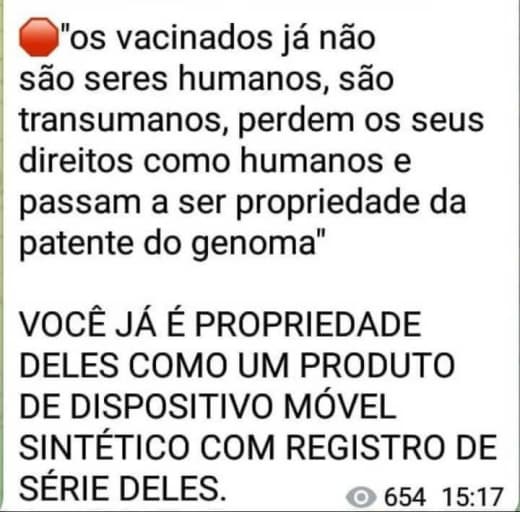 🛑"os vacinados já não
são seres humanos, são
transumanos, perdem os seus
direitos como humanos e
passam a ser propriedade da
patente do genoma"
VOCÊ JÁ É PROPRIEDADE
DELES COMO UM PRODUTO
DE DISPOSITIVO MÓVEL
SINTÉTICO COM REGISTRO DE
SÉRIE DELES.
654 15:17